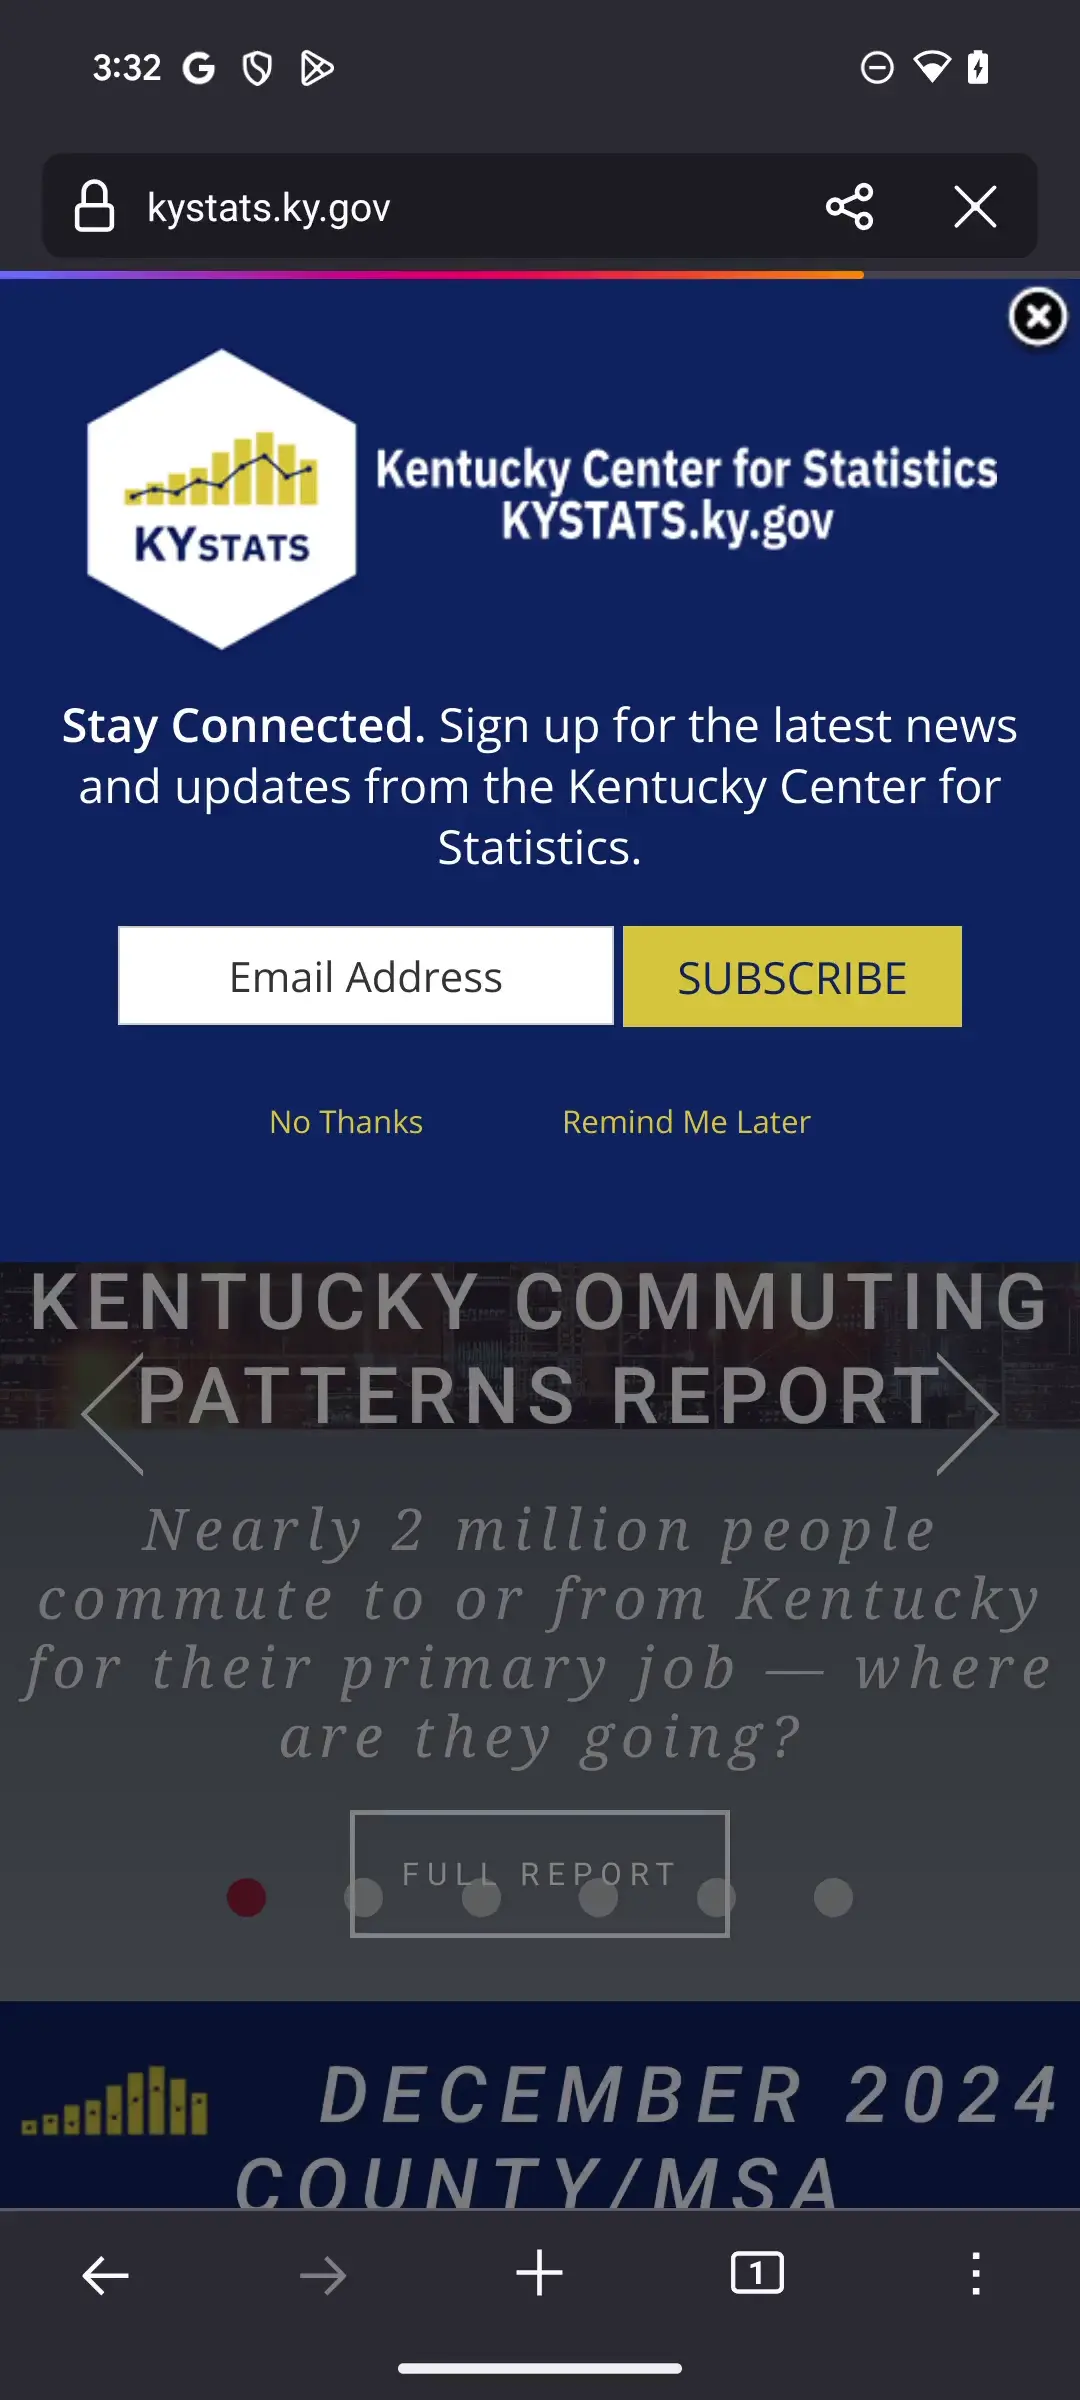 3:32
kystats.ky.gov
KYSTATS
Kentucky Center for Statistics
KYSTATS.ky.gov
Stay Connected. Sign up for the latest news
and updates from the Kentucky Center for
Statistics.
Email Address
SUBSCRIBE
No Thanks
Remind Me Later
KENTUCKY COMMUTING
PATTERNS REPORT
Nearly 2 million people
commute to or from Kentucky
for their primary job — where
are they going?
FULL REPORT
DECEMBER 2024
COUNTY/MSA
1